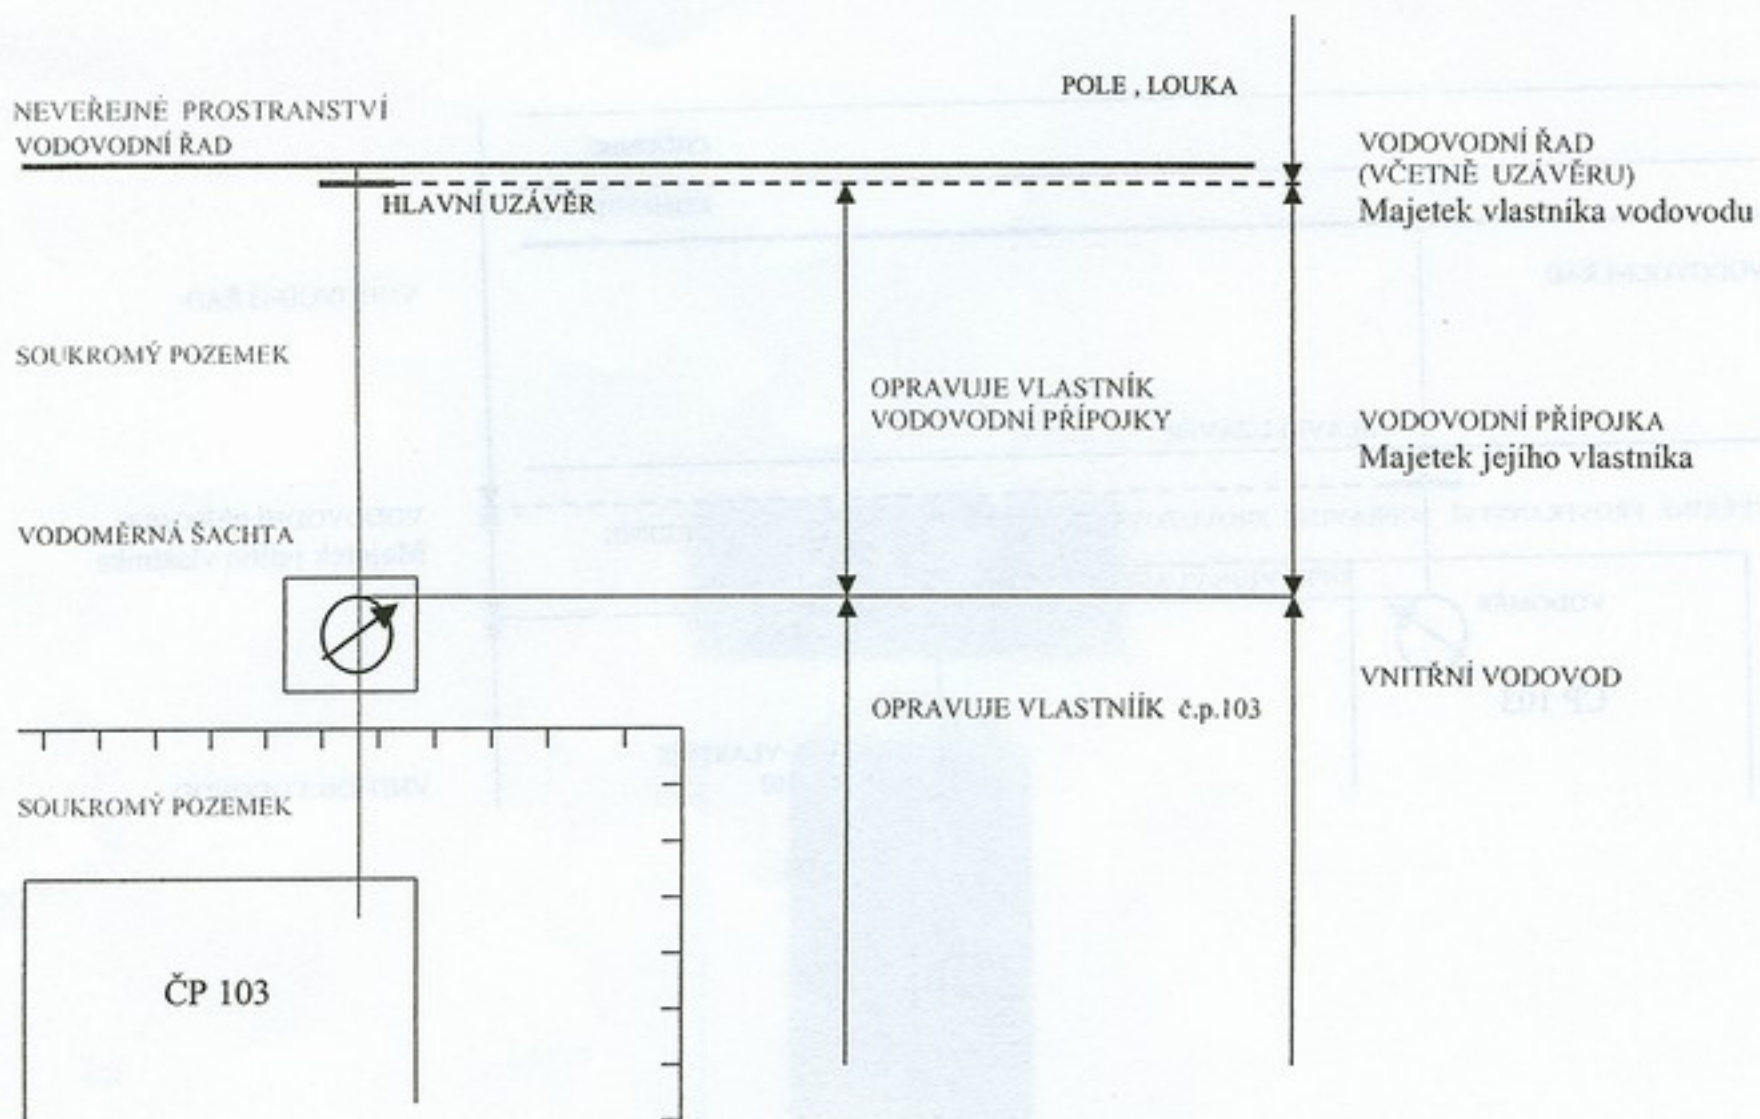 POLE , LOUKA
NEVEŘEJNÉ PROSTRANSTVÍ
VODOVODNÍ ŘAD
VODOVODNÍ ŘAD
(VČETNĚ UZÁVĚRU)
Majetek vlastníka vodovodu
HLAVNÍ UZÁVĚR
SOUKROMÝ POZEMEK
OPRAVUJE VLASTNÍK
VODOVODNÍ PŘÍPOJKY
VODOVODNÍ PŘÍPOJKA
Majetek jejího vlastníka
VODOMĚRNÁ ŠACHTA
VNITŘNÍ VODOVOD
OPRAVUJE VLASTNÍÍK č.p.103
SOUKROMÝ POZEMEK
ČP 103